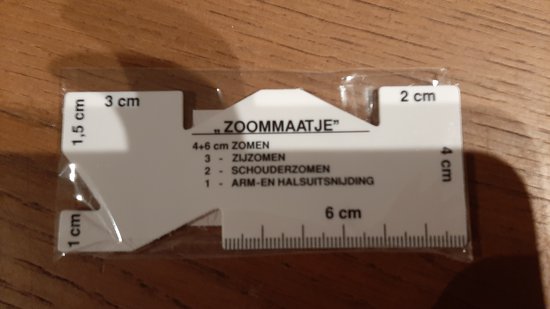 3 cm
2 cm
1,5 cm
„ZOOMMAATJE”
4+6 cm ZOMEN
3 - ZIJZOMEN
2 - SCHOUDERZOMEN
1 - ARM-EN HALSUITSNIJDING
4 cm
1 cm
6 cm